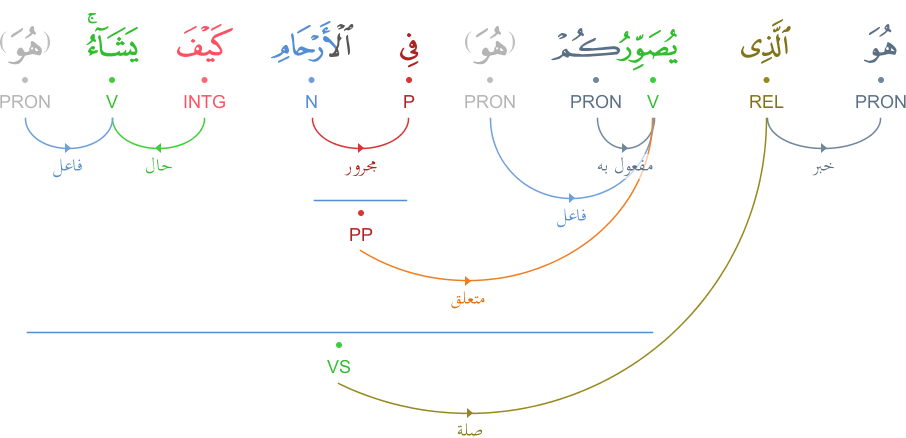 هُوَ ٱلَّذِى يُصَوِّرُكُمْ (هُوَ) فِى ٱلْأَرْحَامِ كَيْفَ يَشَآءُ ۚ (هُوَ)
PRON REL V PRON PRON P N INTG V PRON
خبر مفعول به مجرور حال فاعل
فاعل
PP
متعلق
VS
صلة